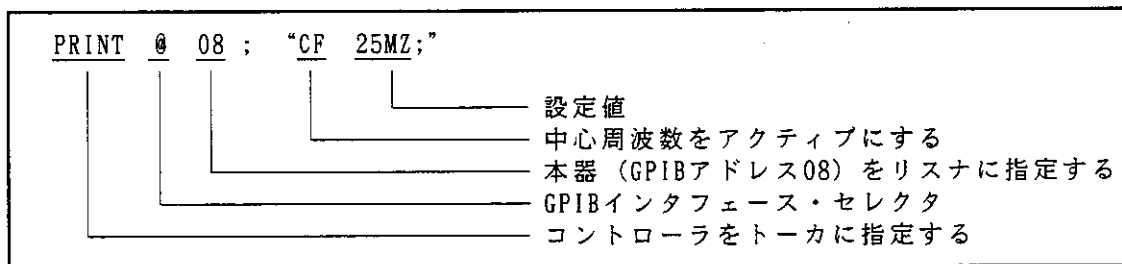 PRINT @ 08 ; “CF 25MZ;”
設定値
中心周波数をアクティブにする
本器 (GPIBアドレス08) をリスナに指定する
GPIBインタフェース・セレクタ
コントローラをトーカに指定する